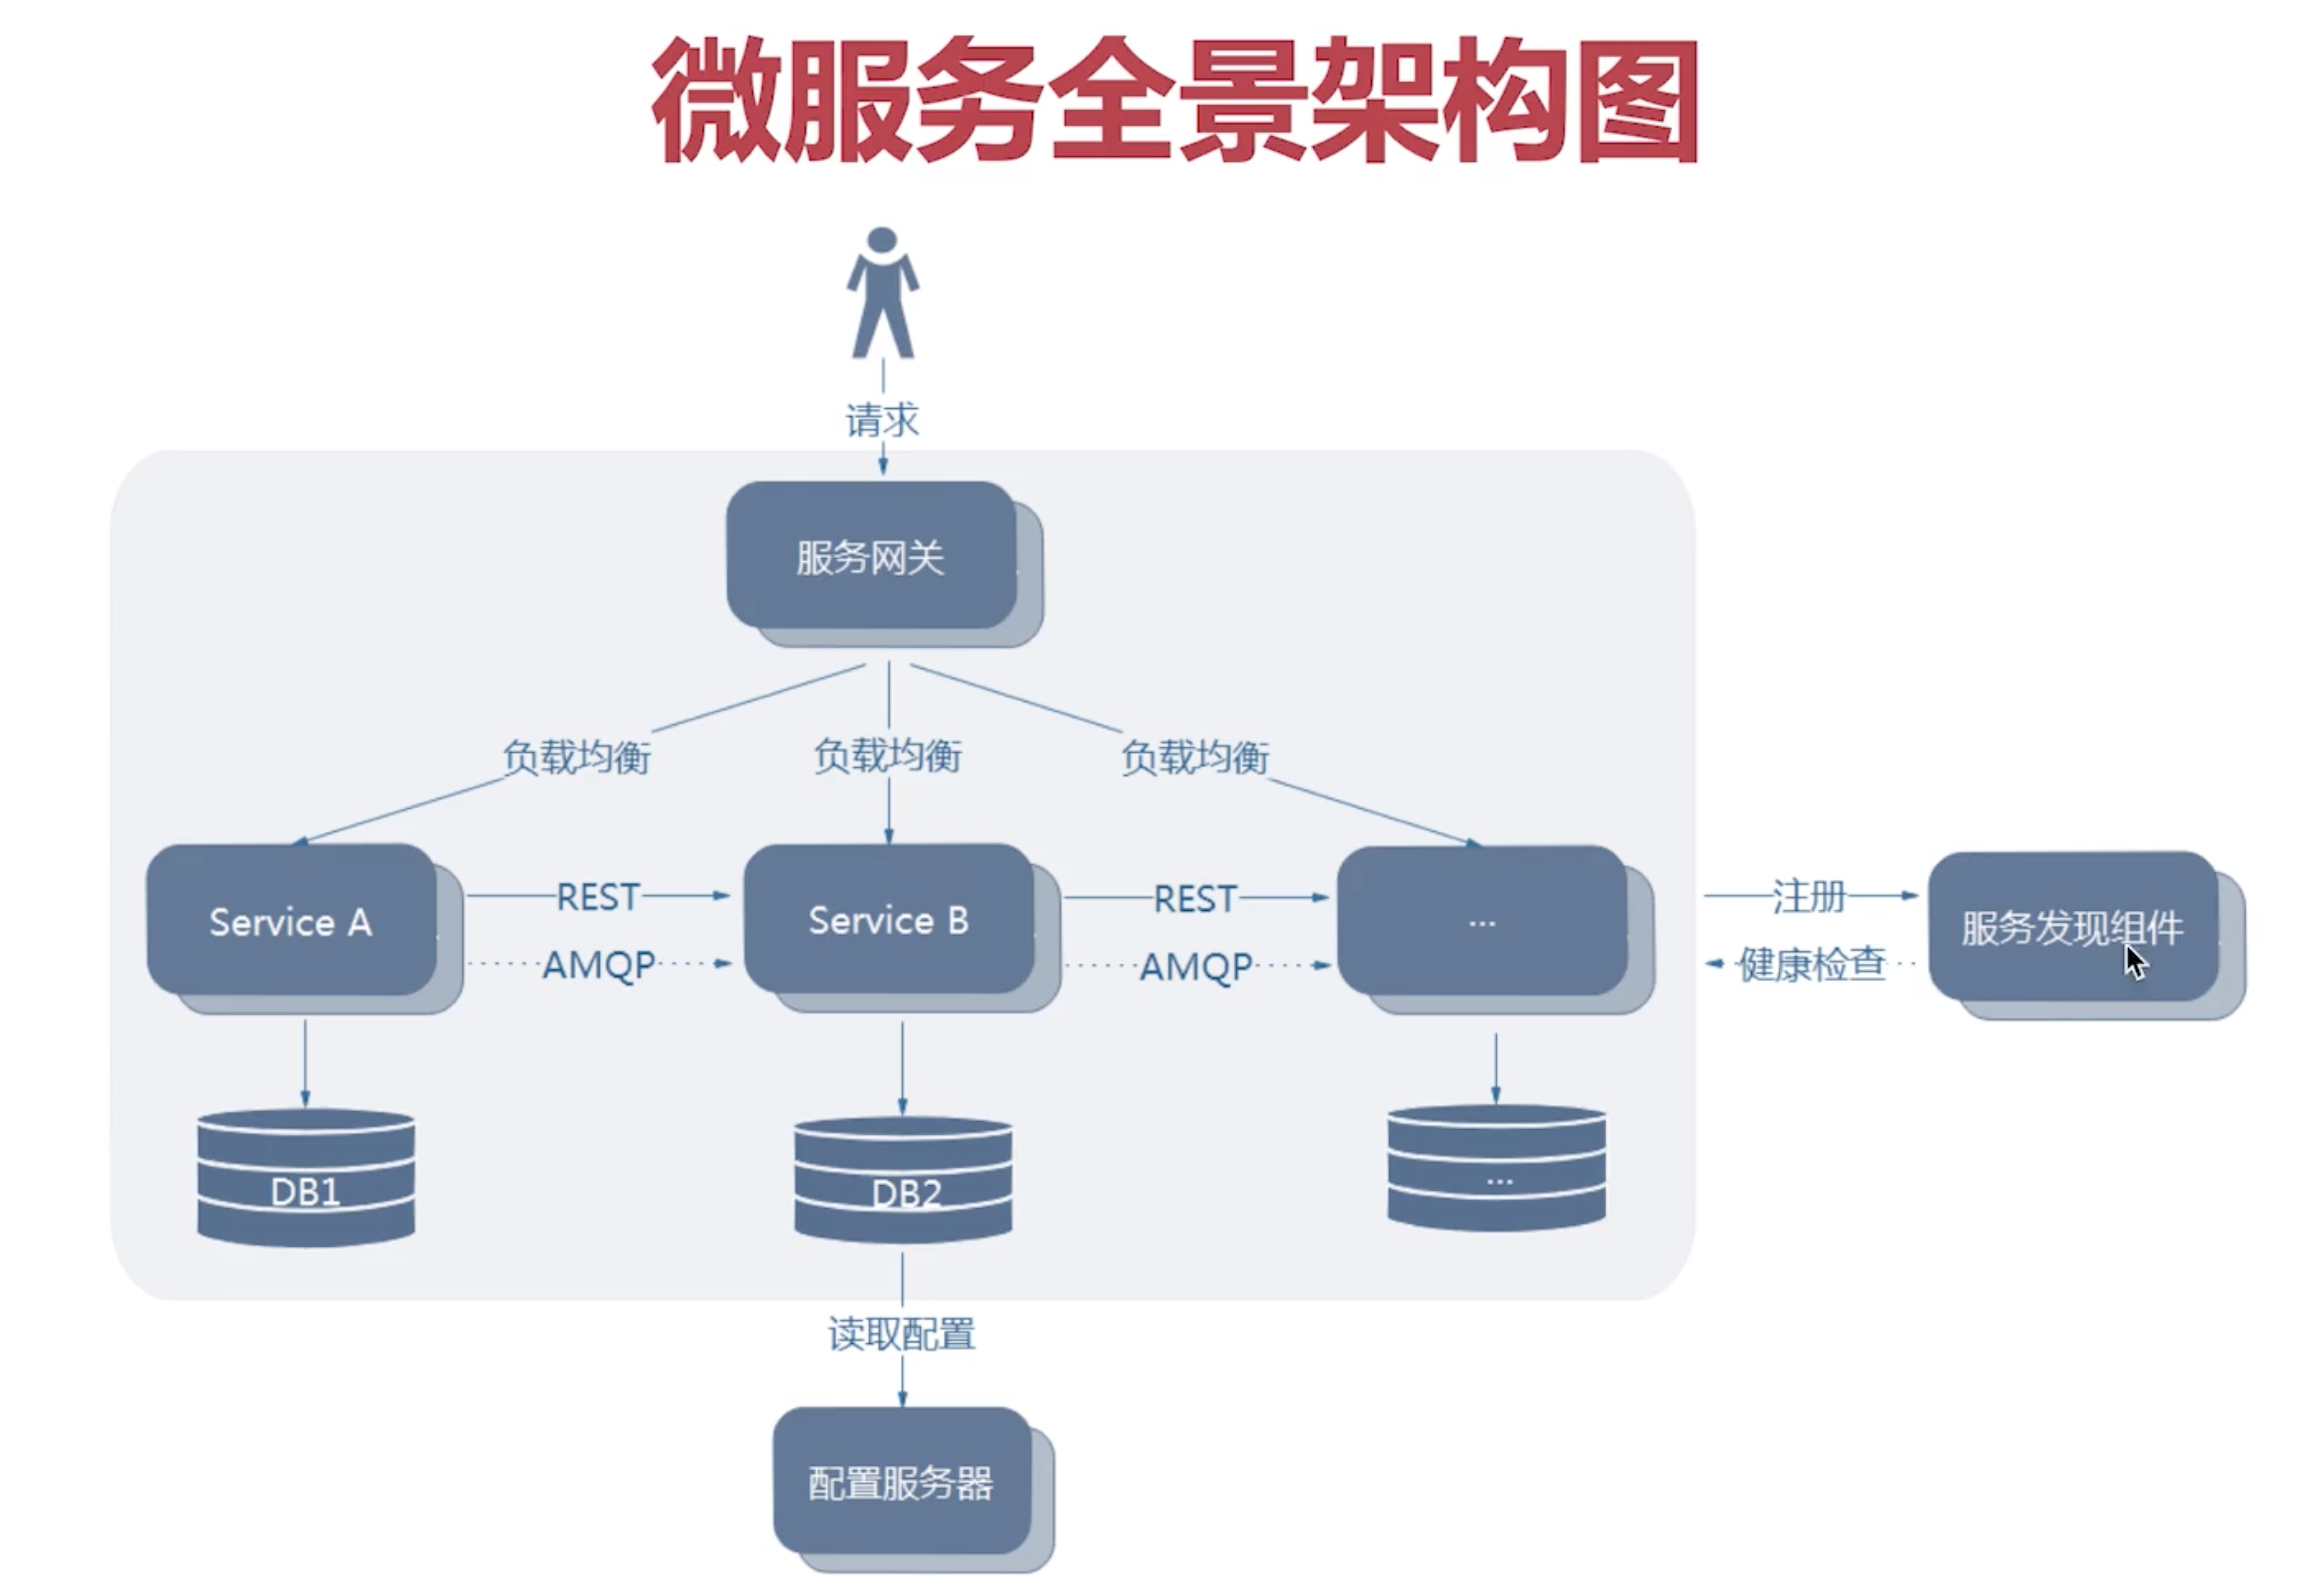 微服务全景架构图
请求
服务网关
负载均衡 负载均衡 负载均衡
Service A
REST
AMQP
Service B
REST
AMQP
...
注册
健康检查
服务发现组件
DB1
DB2
...
读取配置
配置服务器